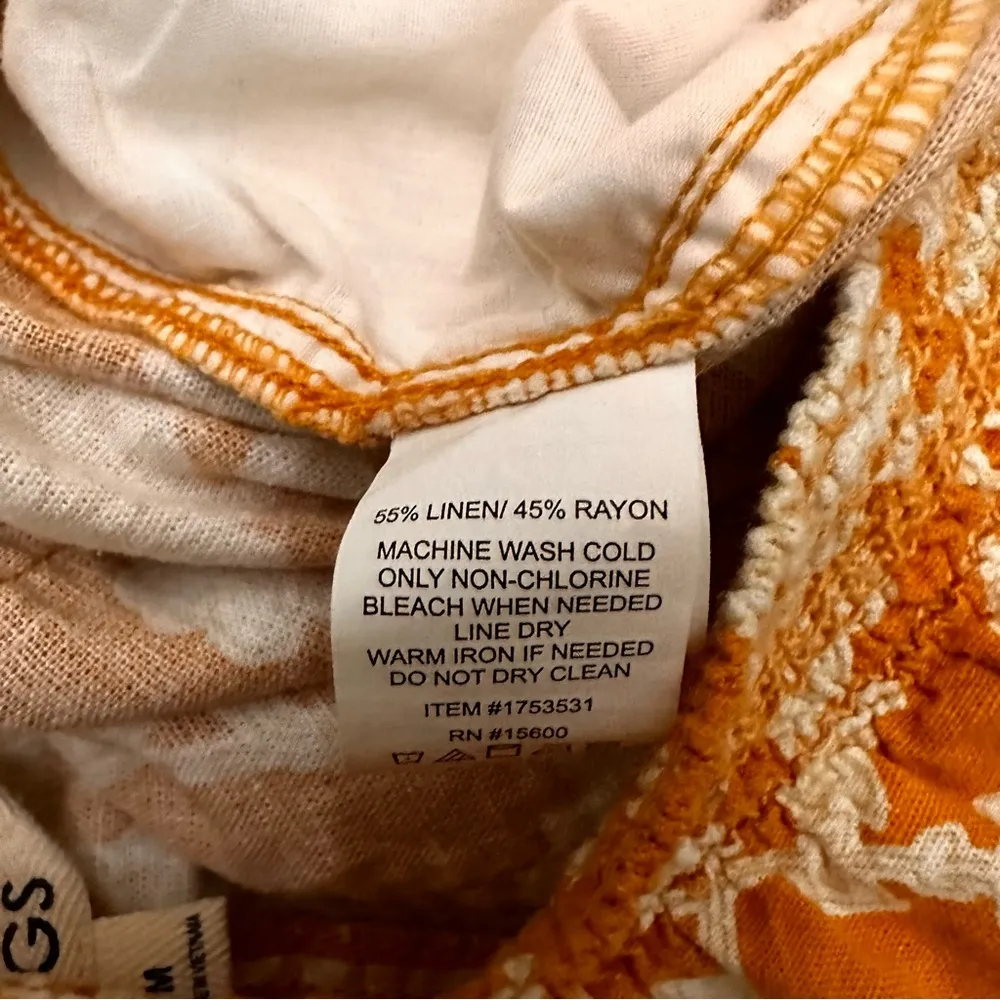 55% LINEN/ 45% RAYON
MACHINE WASH COLD
ONLY NON-CHLORINE
BLEACH WHEN NEEDED
LINE DRY
WARM IRON IF NEEDED
DO NOT DRY CLEAN
ITEM #1753531
RN #15600
GS
M
VIETNAM